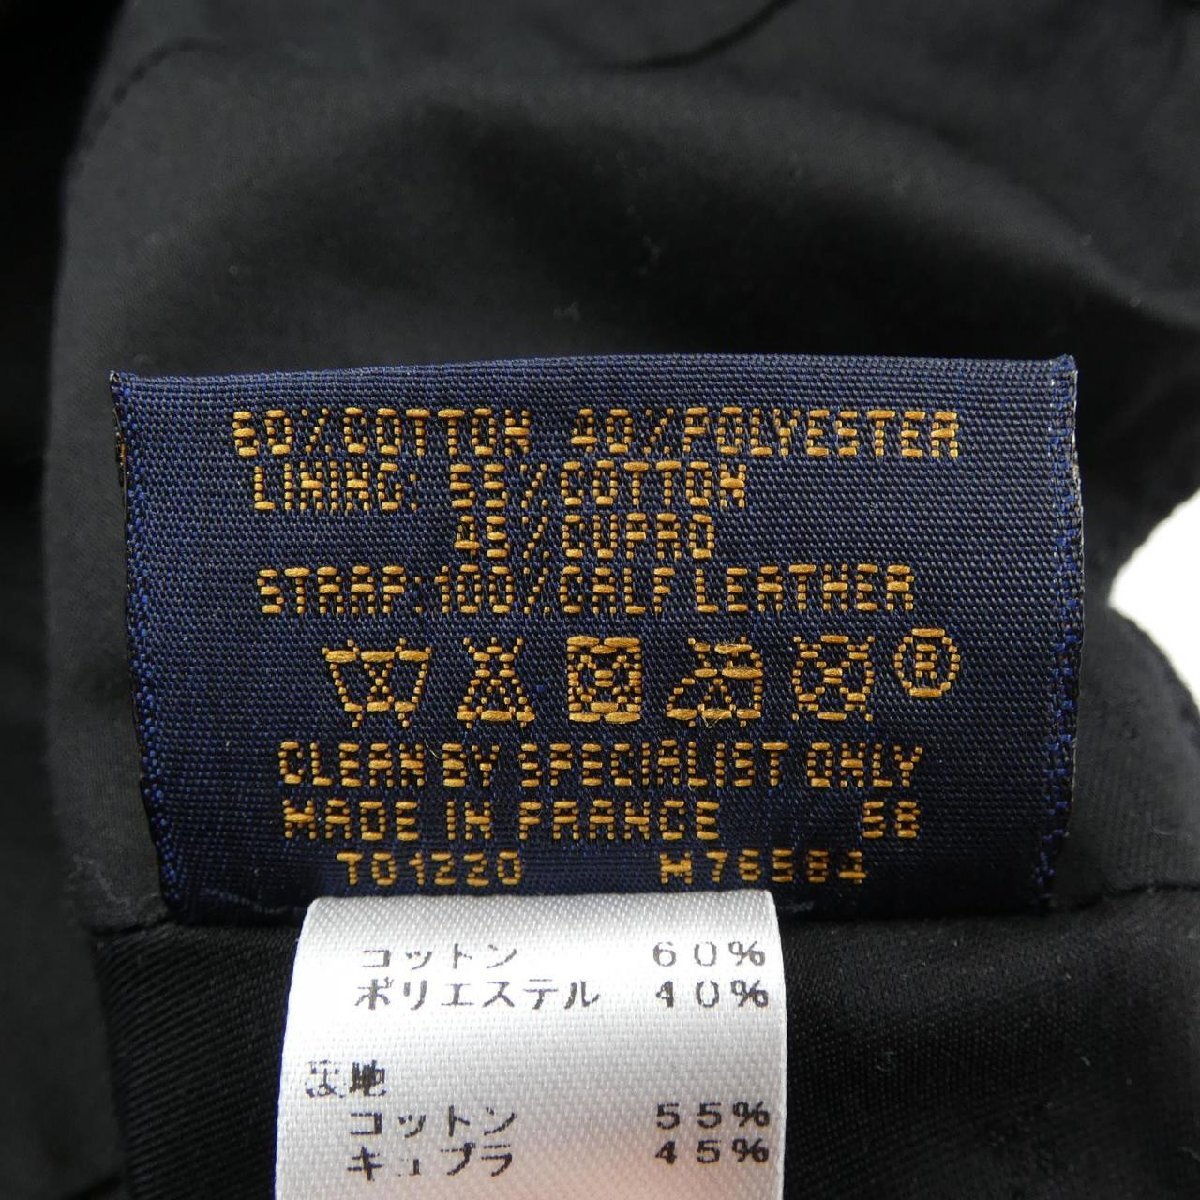 60%COTTON 40%POLYESTER
LINING: 55%COTTON
45%CUPRO
STRAP:100%CALF LEATHER
®
CLEAN BY SPECIALIST ONLY
MADE IN FRANCE 58
T01220 M76584
コットン 60%
ポリエステル 40%
コットン 55%
キュプラ 45%